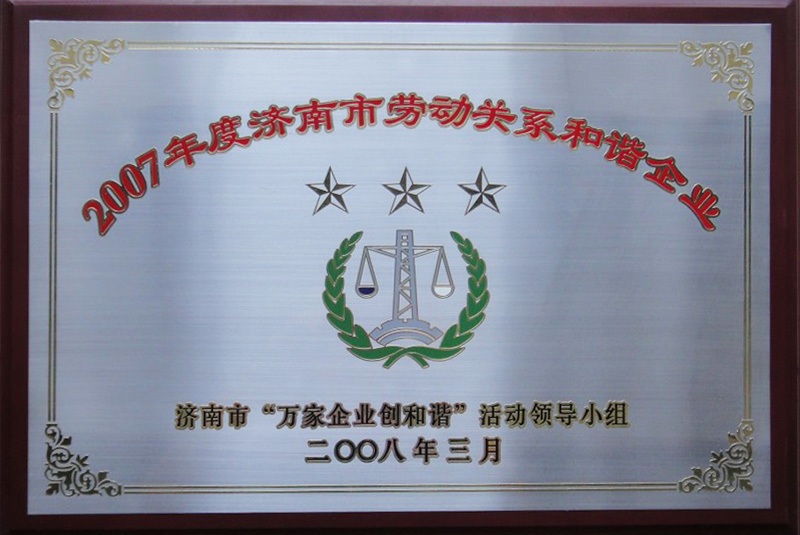 2007年度济南市劳动关系和谐企业
济南市“万家企业创和谐”活动领导小组
二〇〇八年三月